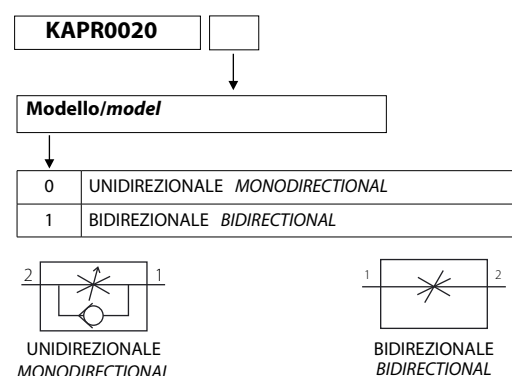 KAPR0020
Modello/model
0 UNIDIREZIONALE MONODIRECTIONAL
1 BIDIREZIONALE BIDIRECTIONAL
2 1
1 2
UNIDIREZIONALE
MONODIRECTIONAL
BIDIREZIONALE
BIDIRECTIONAL